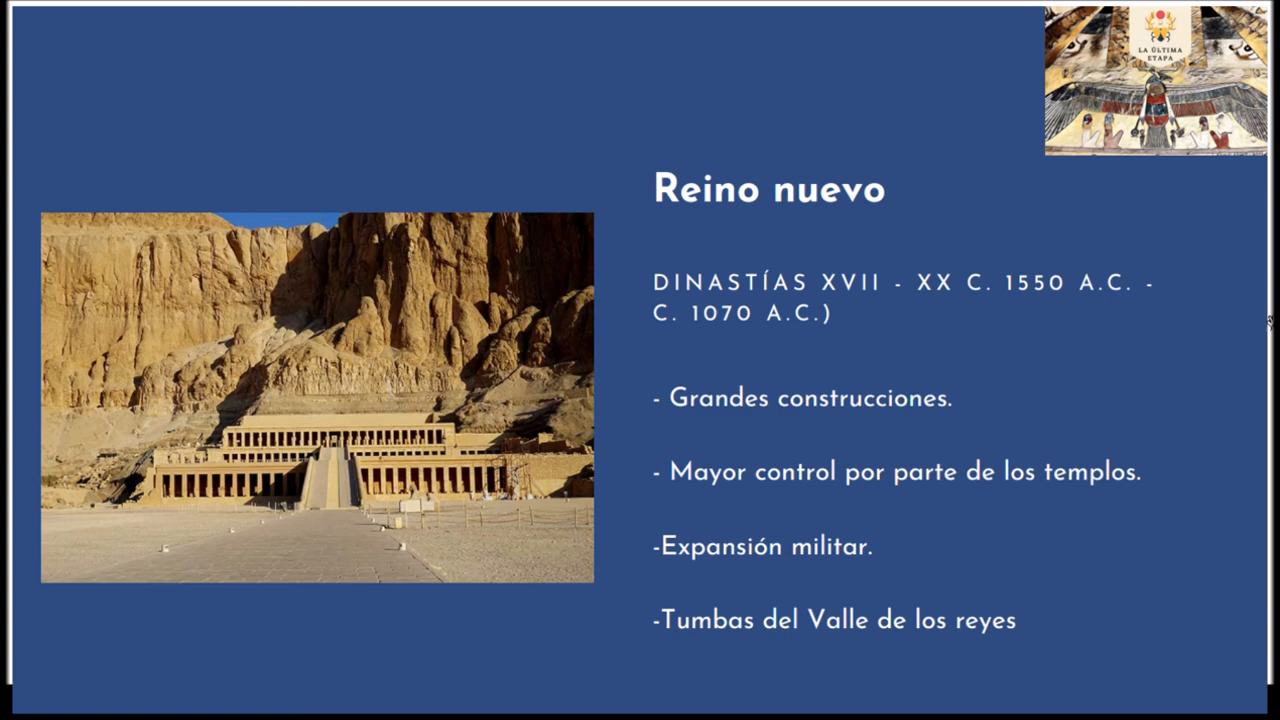 LA ÚLTIMA
ETAPA
Reino nuevo
DINASTÍAS XVII - XX C. 1550 A.C. -
C. 1070 A.C.)
- Grandes construcciones.
- Mayor control por parte de los templos.
-Expansión militar.
-Tumbas del Valle de los reyes